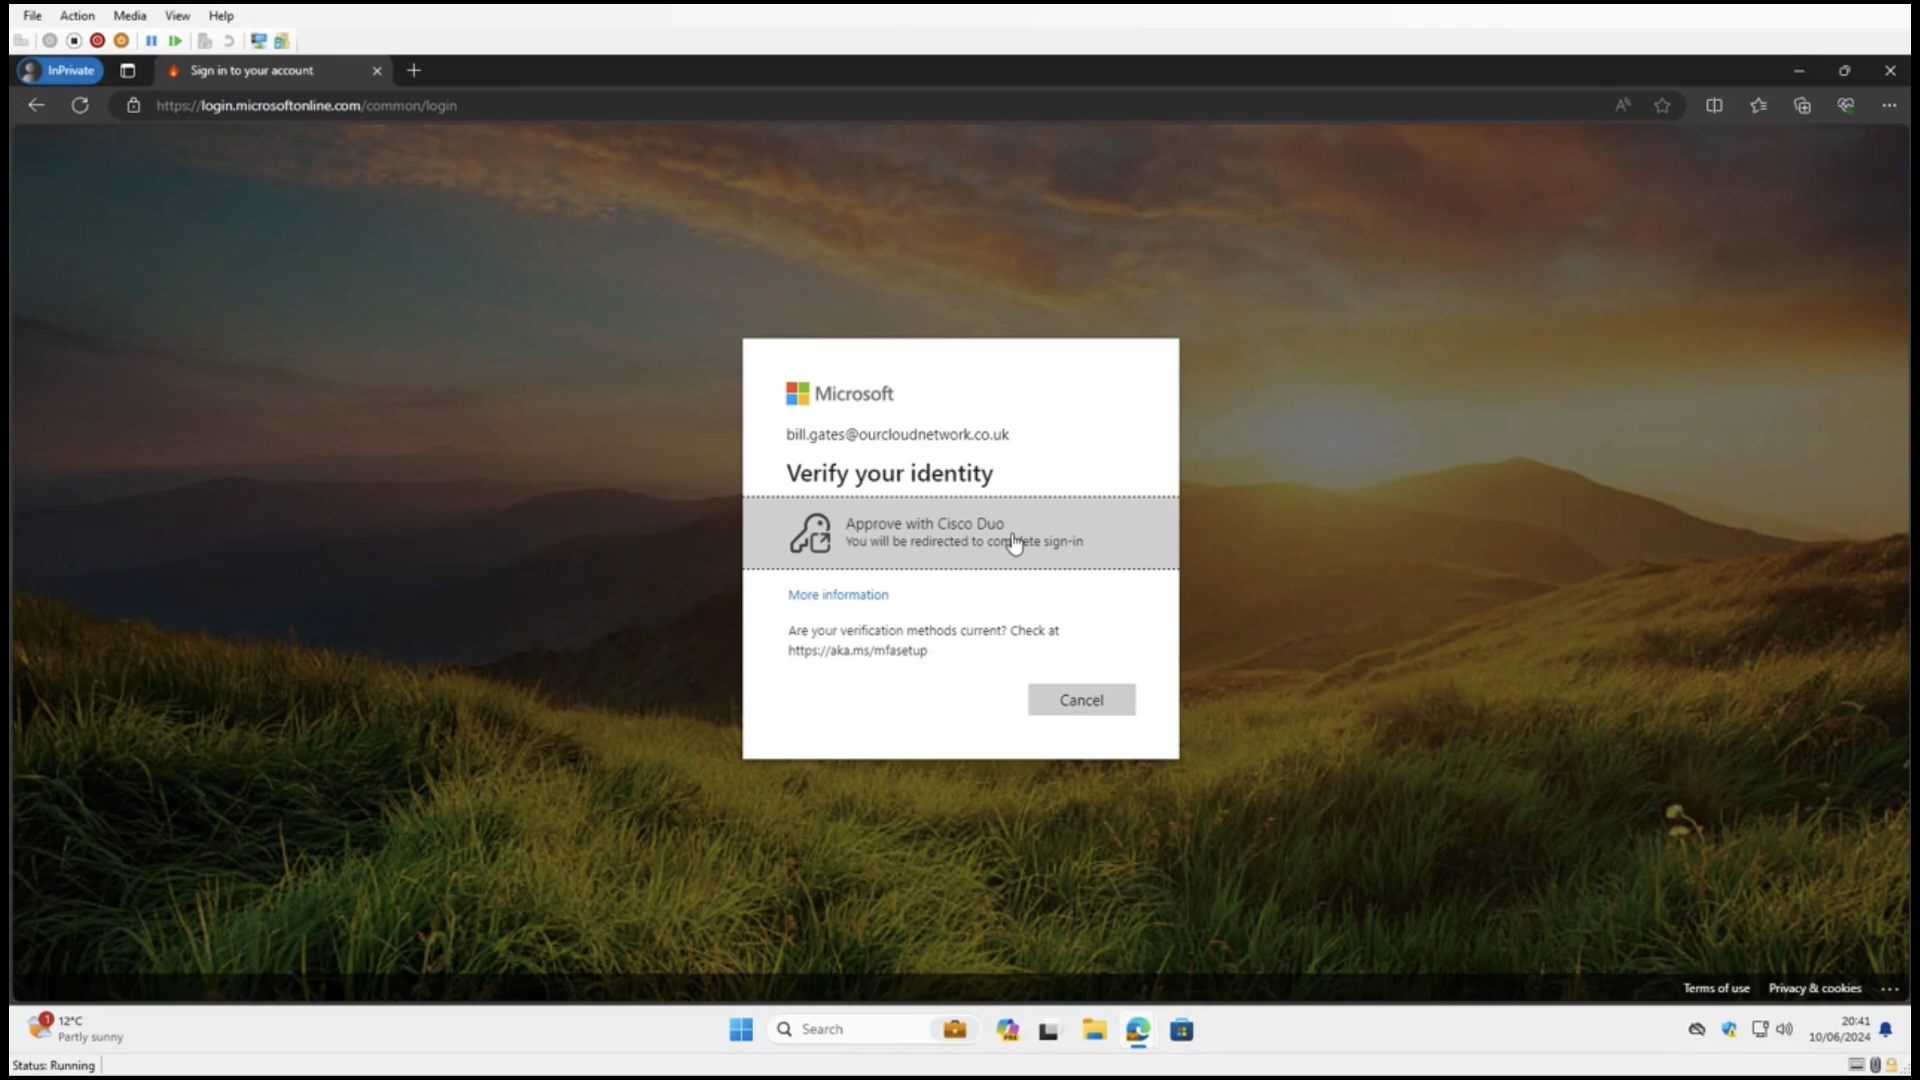 File Action Media View Help
InPrivate Sign in to your account
https://login.microsoftonline.com/common/login
Microsoft
bill.gates@ourcloudnetwork.co.uk
Verify your identity
Approve with Cisco Duo
You will be redirected to complete sign-in
More information
Are your verification methods current? Check at
https://aka.ms/mfasetup
Cancel
Terms of use Privacy & cookies
1
12°C
Partly sunny
Search
20:41
10/06/2024
Status: Running